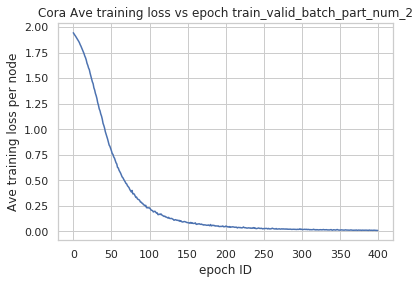 Cora Ave training loss vs epoch train_valid_batch_part_num_2
2.00
1.75
1.50
1.25
1.00
0.75
0.50
0.25
0.00
Ave training loss per node
0 50 100 150 200 250 300 350 400
epoch ID